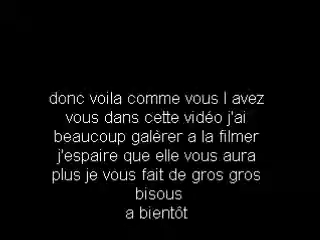 donc voila comme vous l avez
vous dans cette vidéo j'ai
beaucoup galèrer a la filmer
j'espaire que elle vous aura
plus je vous fait de gros gros
bisous
a bientôt